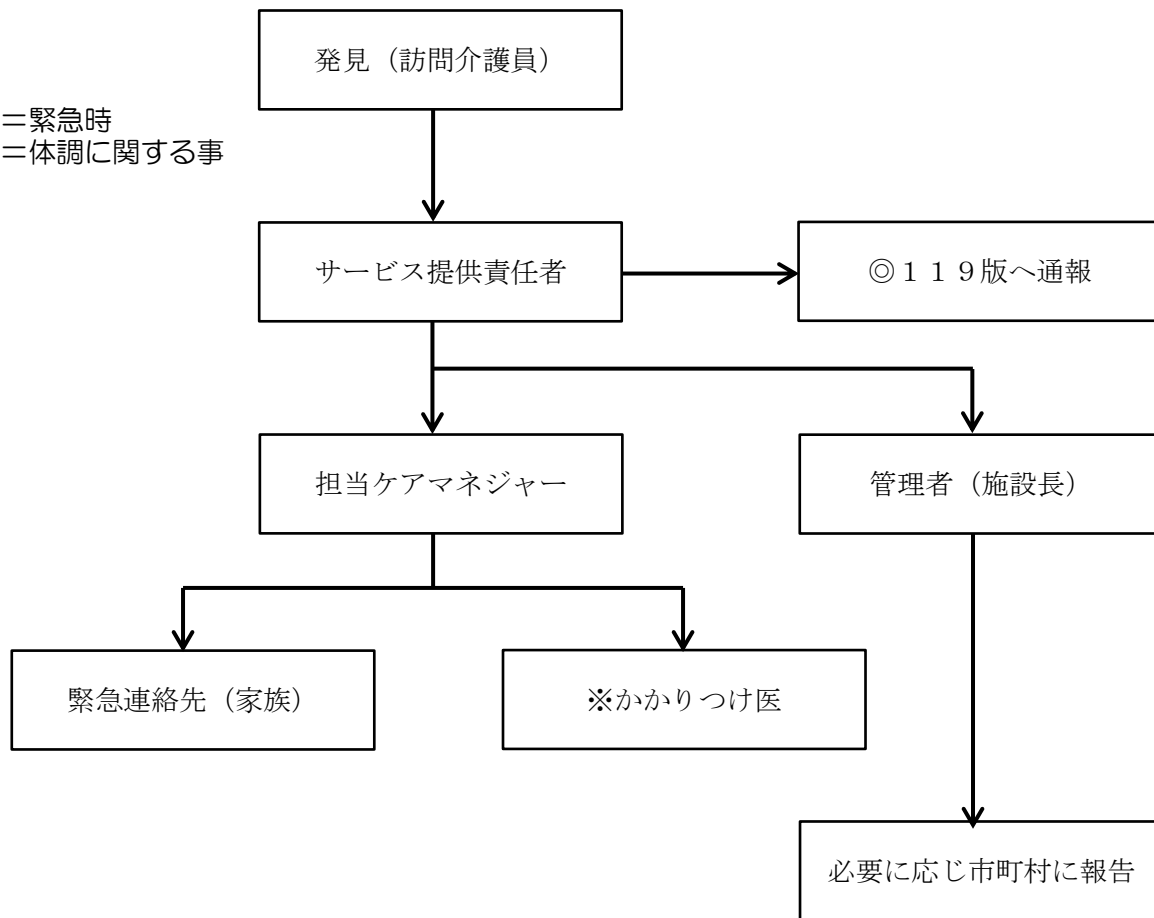 発見（訪問介護員）
＝緊急時
＝体調に関する事
サービス提供責任者
◎１１９版へ通報
担当ケアマネジャー
管理者（施設長）
緊急連絡先（家族）
※かかりつけ医
必要に応じ市町村に報告